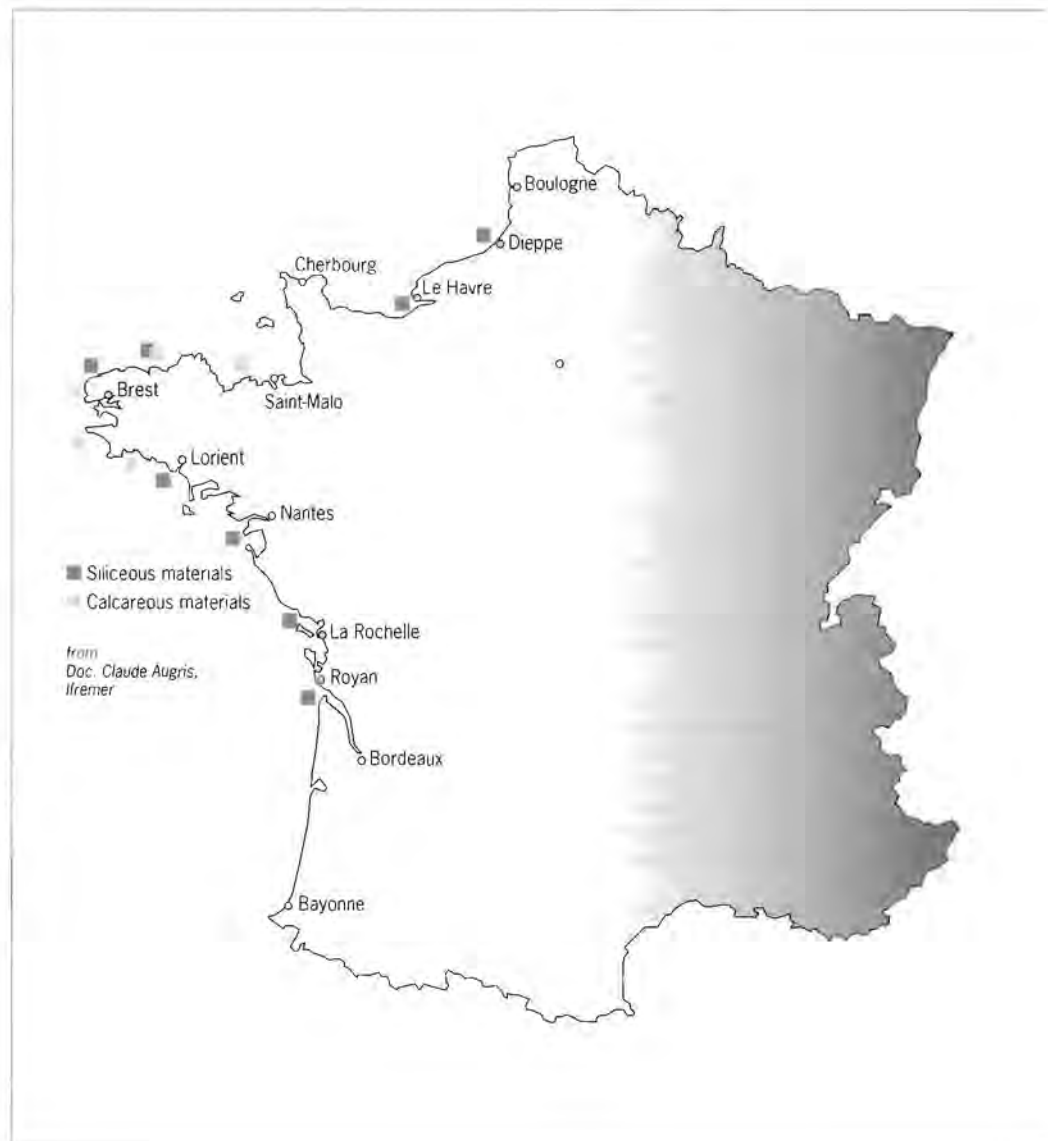 Boulogne
Dieppe
Cherbourg
Le Havre
Brest
Saint-Malo
Lorient
Nantes
Siliceous materials
Calcareous materials
La Rochelle
from
Doc. Claude Augris,
Ifremer
Royan
Bordeaux
Bayonne